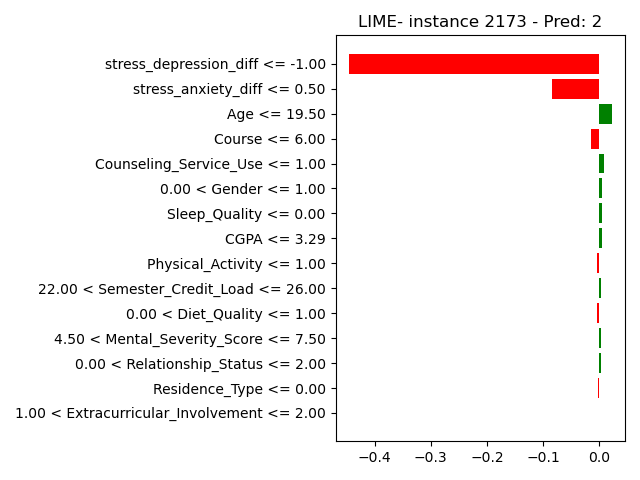 LIME- instance 2173 - Pred: 2
stress_depression_diff <= -1.00
stress_anxiety_diff <= 0.50
Age <= 19.50
Course <= 6.00
Counseling_Service_Use <= 1.00
0.00 < Gender <= 1.00
Sleep_Quality <= 0.00
CGPA <= 3.29
Physical_Activity <= 1.00
22.00 < Semester_Credit_Load <= 26.00
0.00 < Diet_Quality <= 1.00
4.50 < Mental_Severity_Score <= 7.50
0.00 < Relationship_Status <= 2.00
Residence_Type <= 0.00
1.00 < Extracurricular_Involvement <= 2.00
−0.4 −0.3 −0.2 −0.1 0.0